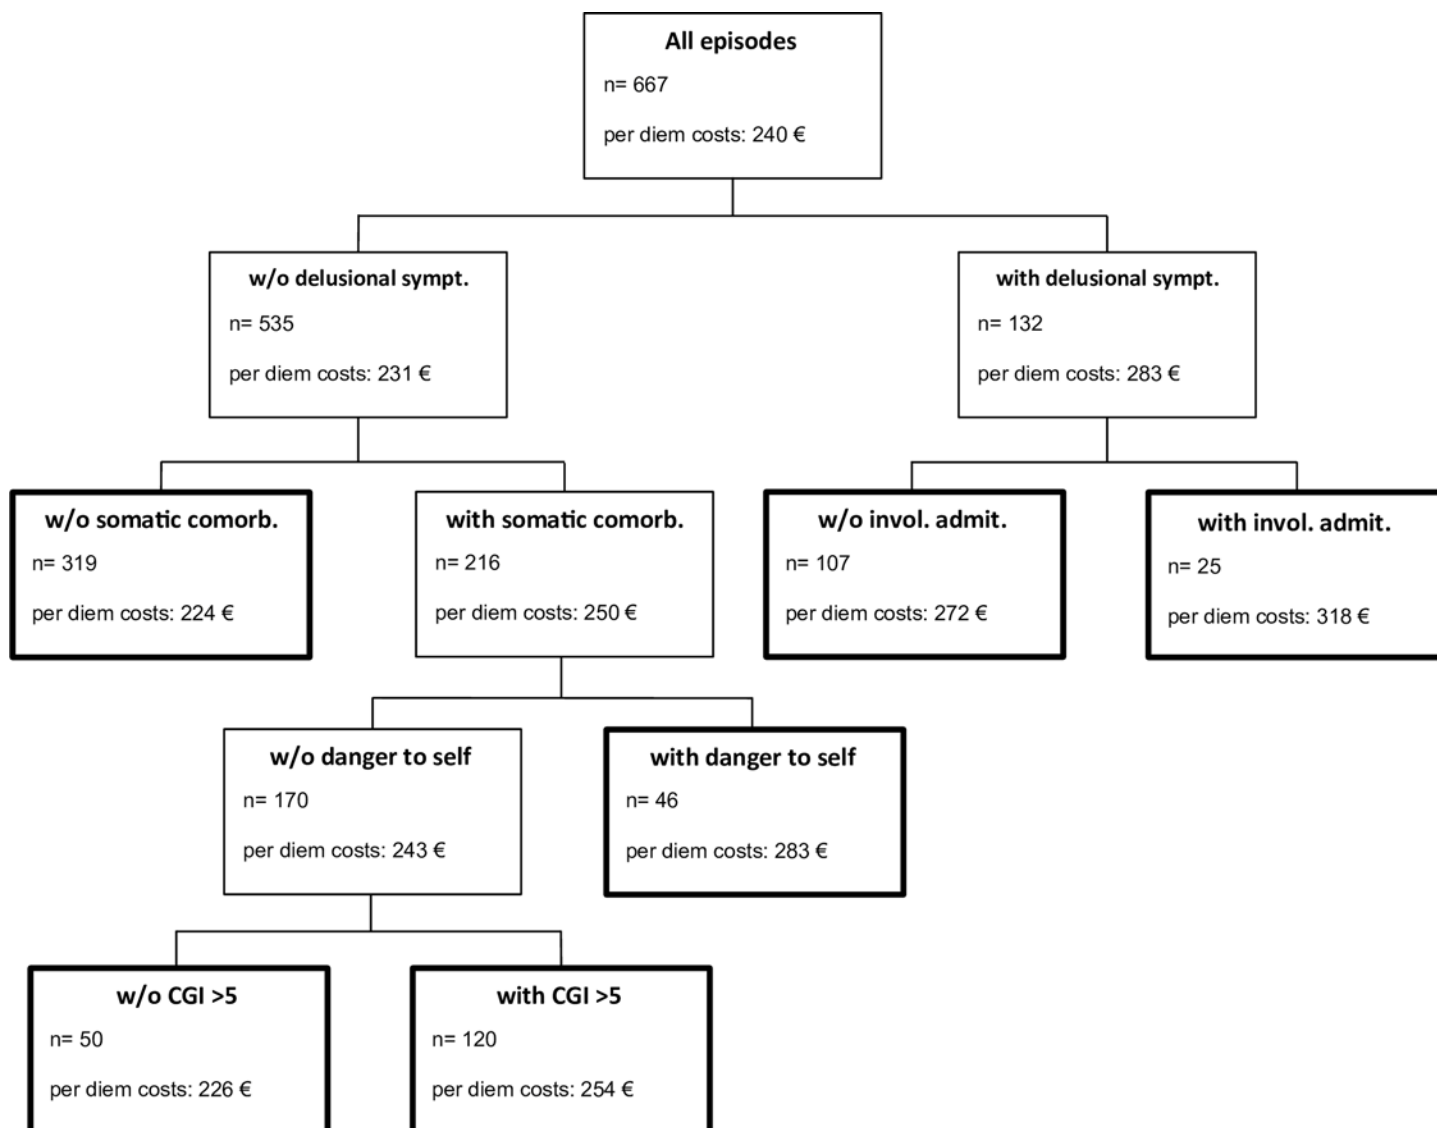 All episodes
n= 667
per diem costs: 240 €
w/o delusional sympt.
n= 535
per diem costs: 231 €
with delusional sympt.
n= 132
per diem costs: 283 €
w/o somatic comorb.
n= 319
per diem costs: 224 €
with somatic comorb.
n= 216
per diem costs: 250 €
w/o invol. admit.
n= 107
per diem costs: 272 €
with invol. admit.
n= 25
per diem costs: 318 €
w/o danger to self
n= 170
per diem costs: 243 €
with danger to self
n= 46
per diem costs: 283 €
w/o CGI >5
n= 50
per diem costs: 226 €
with CGI >5
n= 120
per diem costs: 254 €